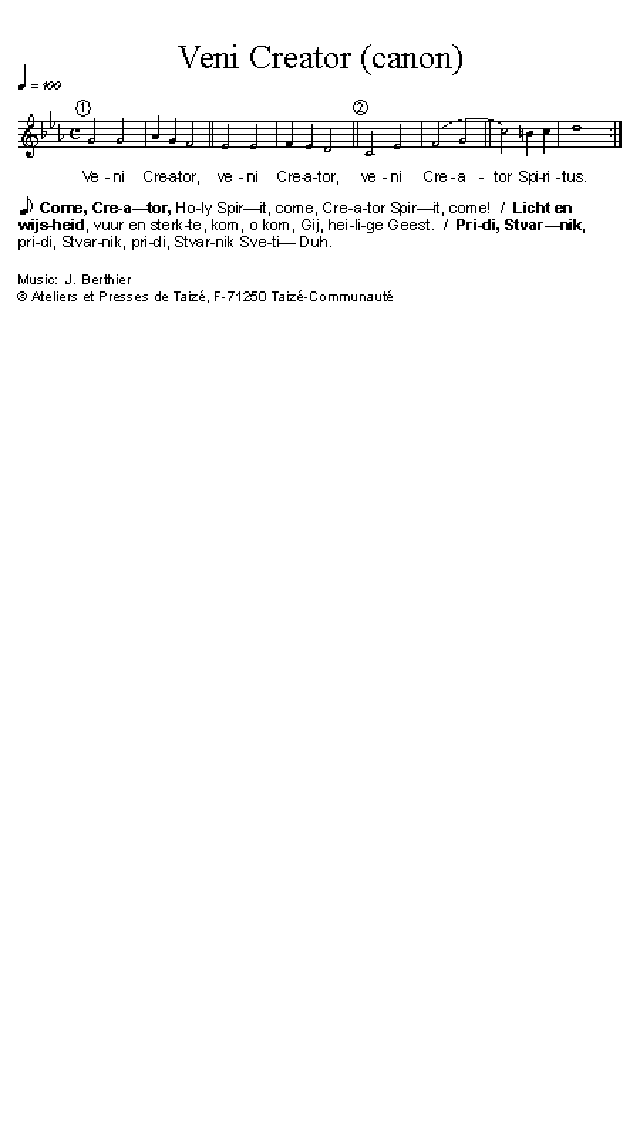 Veni Creator (canon)
= 100
① ②
Ve - ni Cre-ator, ve - ni Cre-a-tor, ve - ni Cre - a - tor Spi-ri - tus.
Come, Cre-a—tor, Ho-ly Spir—it, come, Cre-a-tor Spir—it, come! / Licht en
wijs-heid, vuur en sterk-te, kom, o kom, Gij, hei-li-ge Geest. / Pri-di, Stvar—nik,
pri-di, Stvar-nik, pri-di, Stvar-nik Sve-ti— Duh.
Music: J. Berthier
® Ateliers et Presses de Taizé, F-71250 Taizé-Communauté